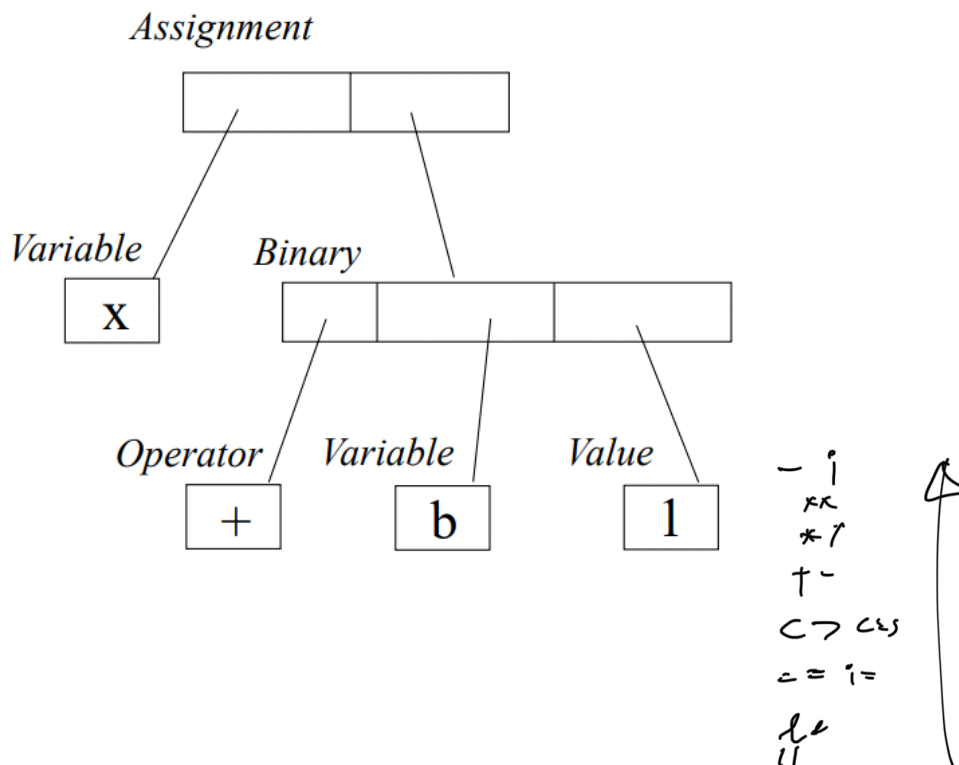 Assignment
Variable Binary
x
Operator Variable Value
+ b 1
- i
**
* /
+ -
< >
= = i =